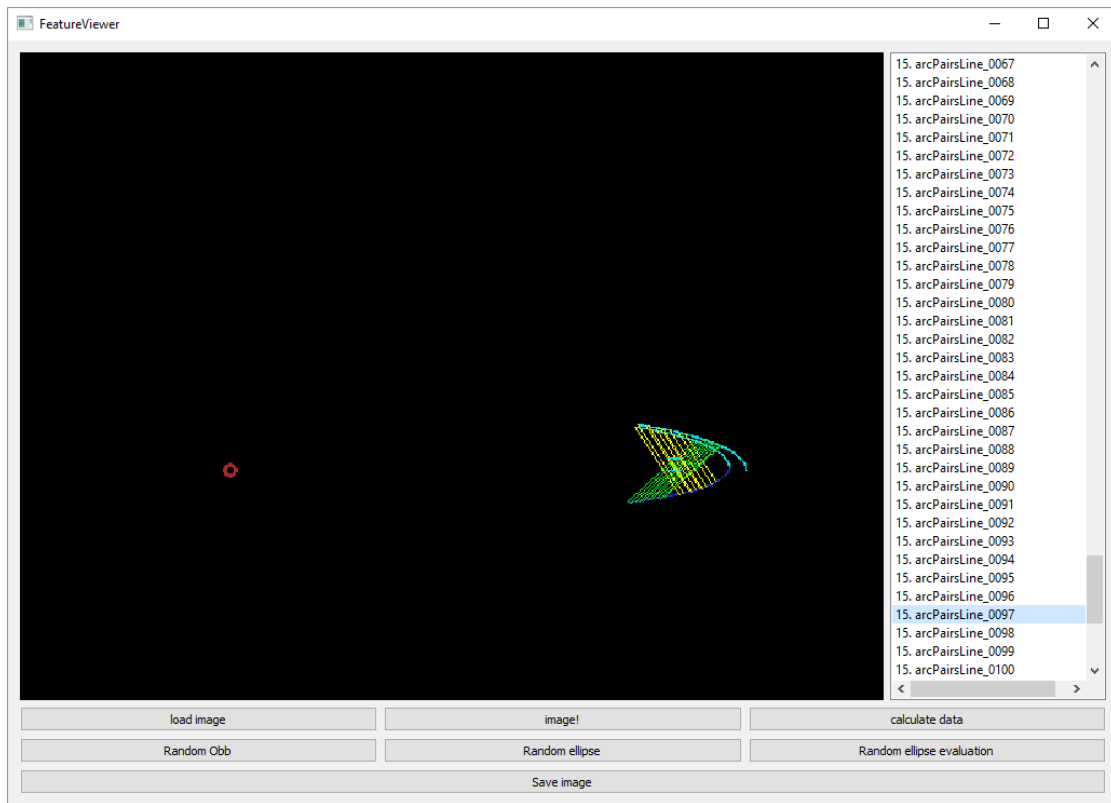 FeatureViewer
15. arcPairsLine_0067
15. arcPairsLine_0068
15. arcPairsLine_0069
15. arcPairsLine_0070
15. arcPairsLine_0071
15. arcPairsLine_0072
15. arcPairsLine_0073
15. arcPairsLine_0074
15. arcPairsLine_0075
15. arcPairsLine_0076
15. arcPairsLine_0077
15. arcPairsLine_0078
15. arcPairsLine_0079
15. arcPairsLine_0080
15. arcPairsLine_0081
15. arcPairsLine_0082
15. arcPairsLine_0083
15. arcPairsLine_0084
15. arcPairsLine_0085
15. arcPairsLine_0086
15. arcPairsLine_0087
15. arcPairsLine_0088
15. arcPairsLine_0089
15. arcPairsLine_0090
15. arcPairsLine_0091
15. arcPairsLine_0092
15. arcPairsLine_0093
15. arcPairsLine_0094
15. arcPairsLine_0095
15. arcPairsLine_0096
15. arcPairsLine_0097
15. arcPairsLine_0098
15. arcPairsLine_0099
15. arcPairsLine_0100
load image image! calculate data
Random Obb Random ellipse Random ellipse evaluation
Save image